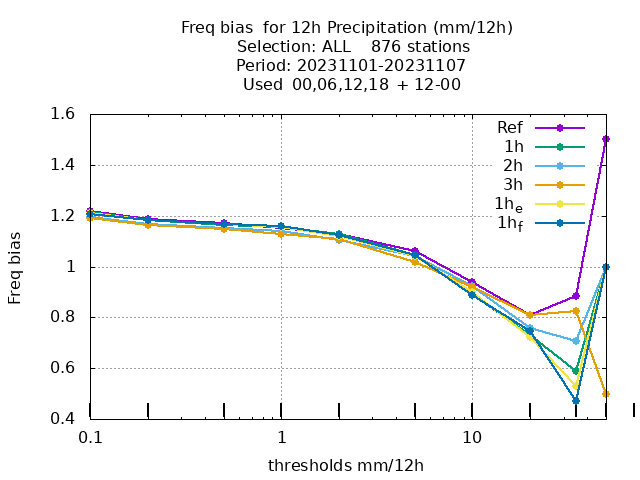 Freq bias  for 12h Precipitation (mm/12h)
Selection: ALL    876 stations
Period: 20231101-20231107
Used  00,06,12,18  + 12-00
Ref
1h
2h
3h
1he
1hf
1.6
1.4
1.2
1
0.8
0.6
0.4
Freq bias
0.1
1
10
thresholds mm/12h